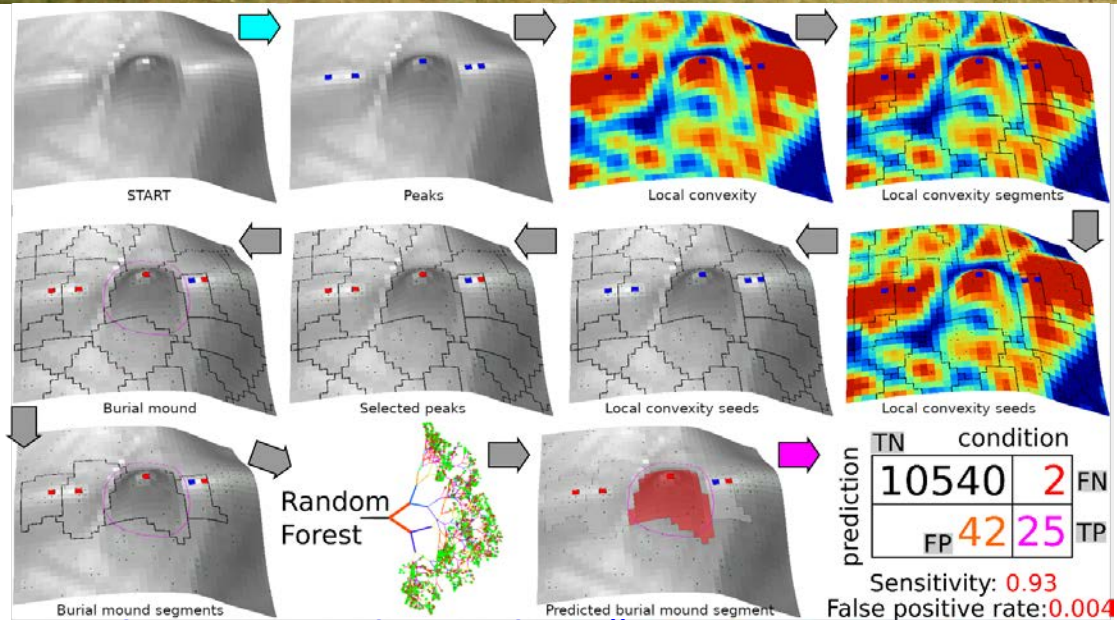 START
Peaks
Local convexity
Local convexity segments
Burial mound
Selected peaks
Local convexity seeds
Local convexity seeds
Burial mound segments
Random
Forest
Predicted burial mound segment
TN condition
prediction
10540 2 FN
FP 42 25 TP
Sensitivity: 0.93
False positive rate:0.004